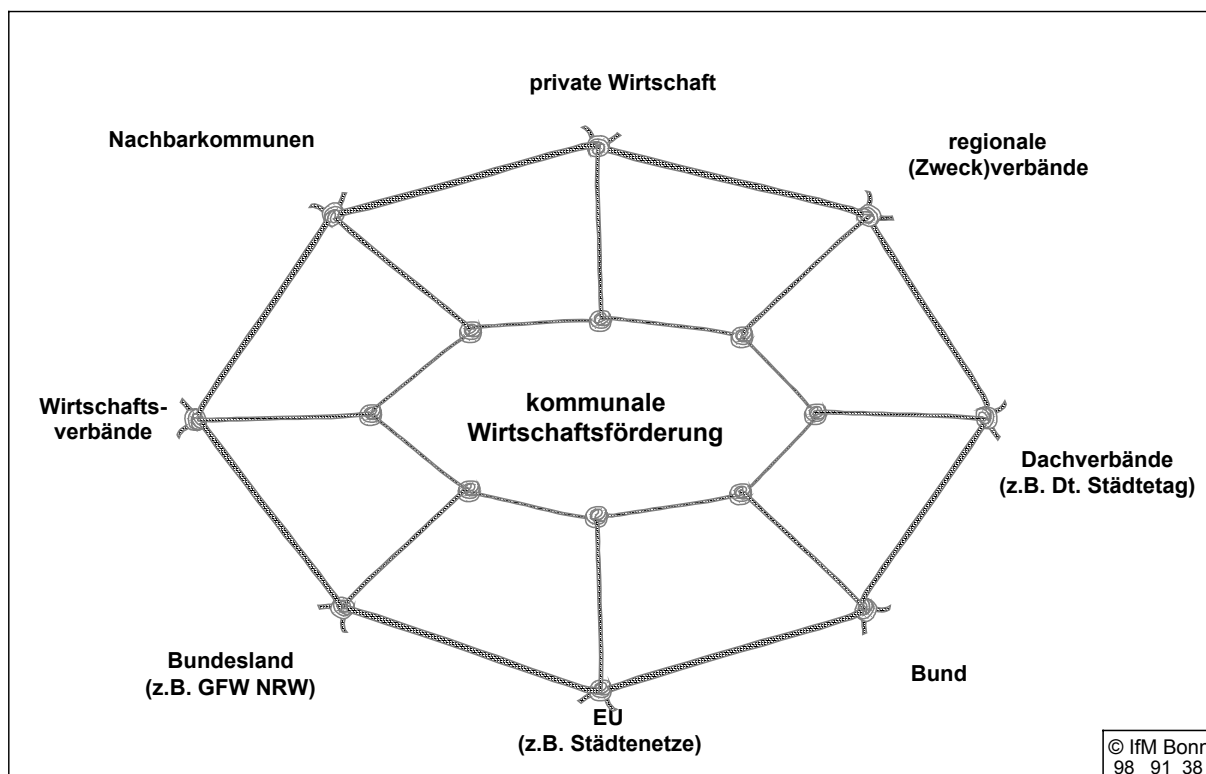 private Wirtschaft
Nachbarkommunen
regionale
(Zweck)verbände
Wirtschafts-
verbände
kommunale
Wirtschaftsförderung
Dachverbände
(z.B. Dt. Städtetag)
Bundesland
(z.B. GFW NRW)
Bund
EU
(z.B. Städtenetze)
© IfM Bonn
98 91 38